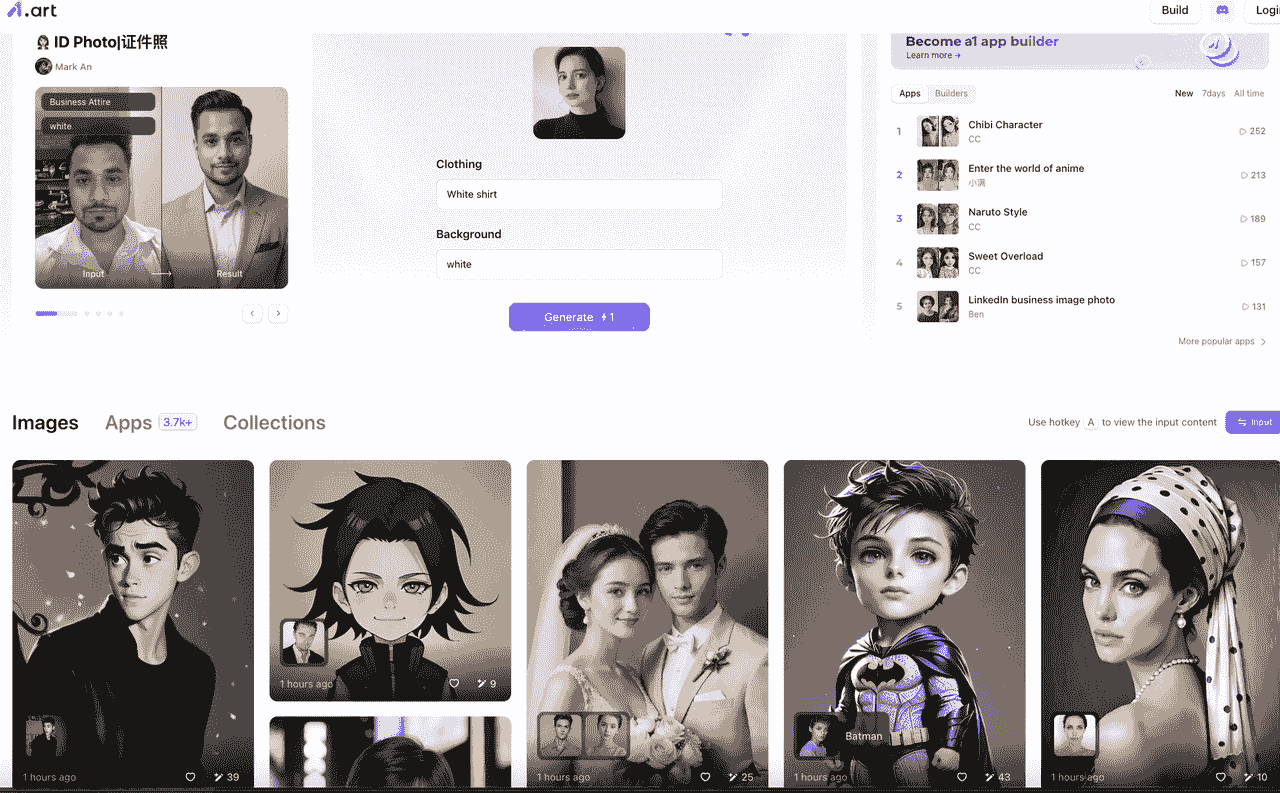 A1.art
Build
👩🏻 ID Photo|证件照
Mark An
Business Attire
white
Input
Result
Clothing
White shirt
Background
white
Generate 1
Become a1 app builder
Learn more →
Apps Builders
New 7days All time
1 Chibi Character 252
CC
2 Enter the world of anime 213
小满
3 Naruto Style 189
CC
4 Sweet Overload 157
CC
5 LinkedIn business image photo 131
Ben
More popular apps
Images Apps 3.7k+ Collections
Use hotkey A to view the input content Input
1 hours ago 39
1 hours ago 9
1 hours ago 25
Batman
1 hours ago 43
1 hours ago 10